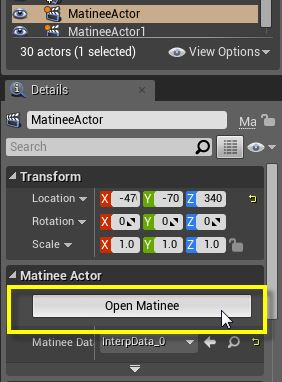 MatineeActor
MatineeActor1
30 actors (1 selected) View Options
Details
MatineeActor Ma
Search
Transform
Location X -47 Y -70 Z 340
Rotation X 0 Y 0 Z 0
Scale X 1.0 Y 1.0 Z 1.0
Matinee Actor
Open Matinee
Matinee Dat InterpData_0